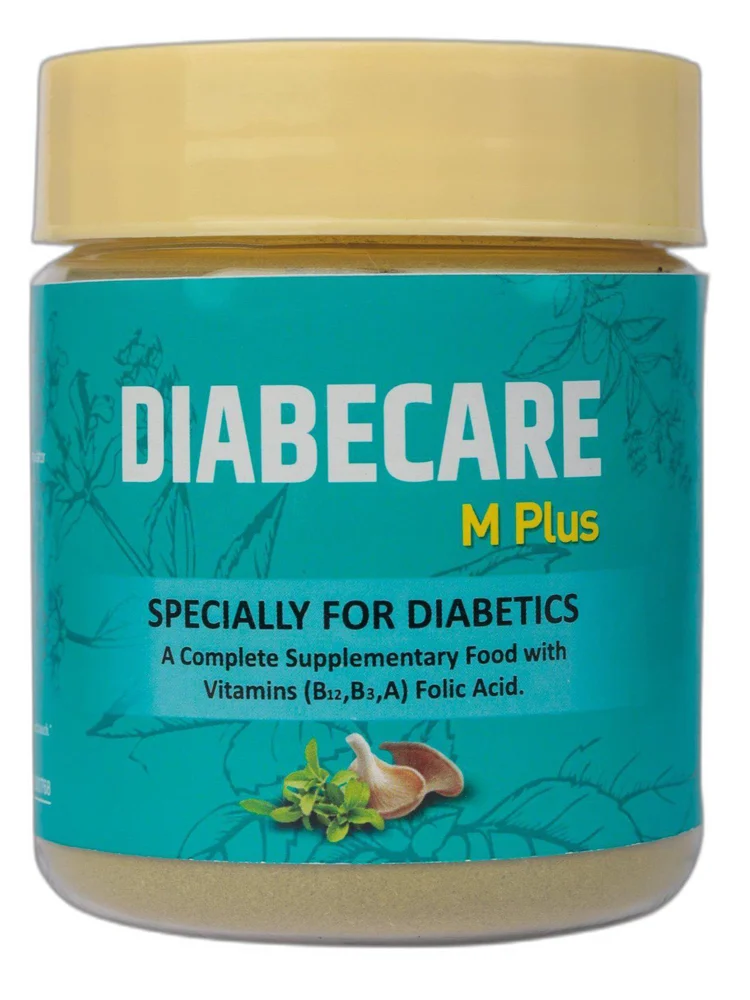 DIABECARE
M Plus
SPECIALLY FOR DIABETICS
A Complete Supplementary Food with
Vitamins (B₁₂,B₃,A) Folic Acid.